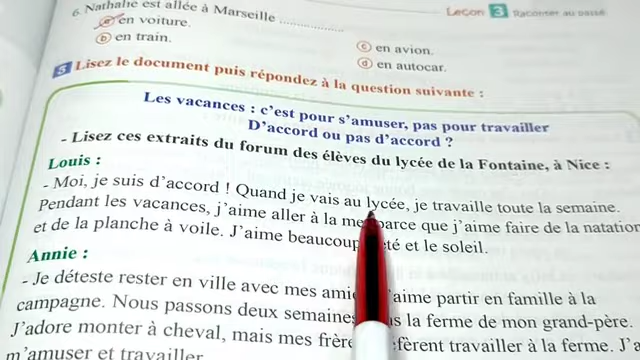 6. Nathalie est allée à Marseille ....................
Leçon 3 Raconter au passé
a en voiture.
b en train.
c en avion.
d en autocar.
5 Lisez le document puis répondez à la question suivante :
Les vacances : c'est pour s'amuser, pas pour travailler
D'accord ou pas d'accord ?
- Lisez ces extraits du forum des élèves du lycée de la Fontaine, à Nice :
Louis :
- Moi, je suis d'accord ! Quand je vais au lycée, je travaille toute la semaine.
Pendant les vacances, j'aime aller à la mer parce que j'aime faire de la natation
et de la planche à voile. J'aime beaucoup été et le soleil.
Annie :
- Je déteste rester en ville avec mes ami 'aime partir en famille à la
campagne. Nous passons deux semaines la ferme de mon grand-père.
J'adore monter à cheval, mais mes frère fèrent travailler à la ferme. J'a
m'amuser et travailler